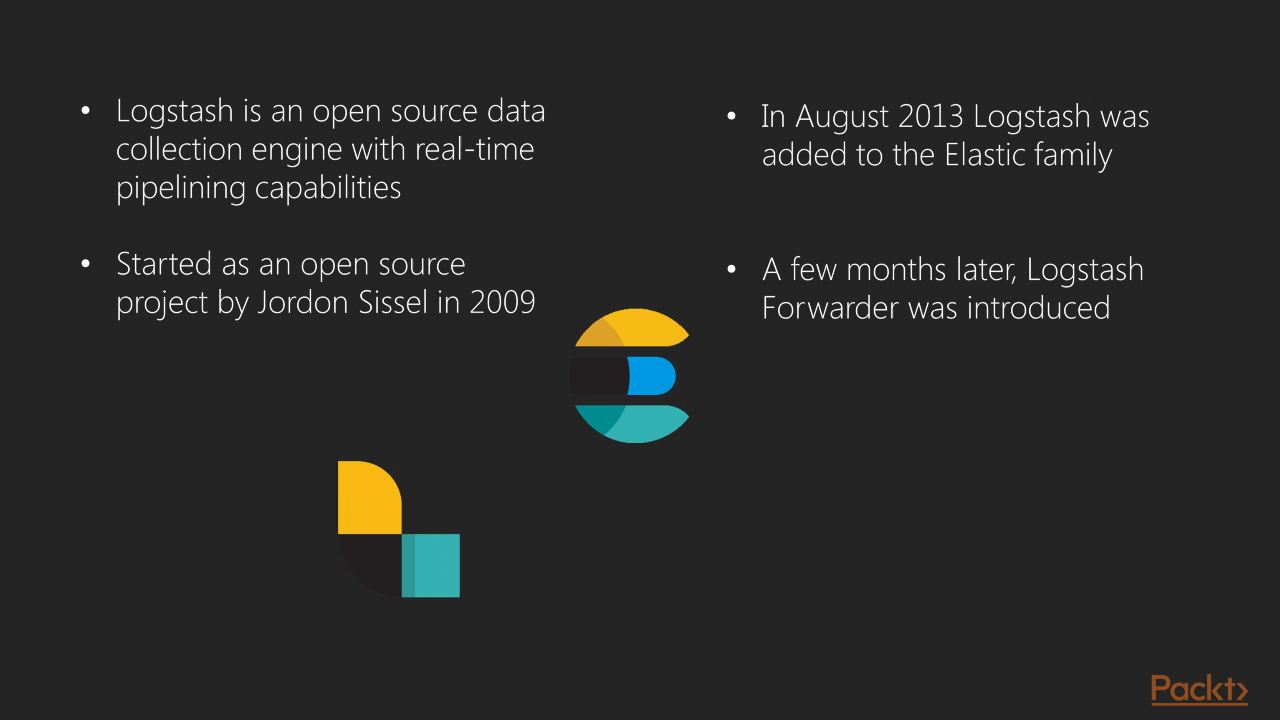 • Logstash is an open source data
collection engine with real-time
pipelining capabilities
• Started as an open source
project by Jordon Sissel in 2009
• In August 2013 Logstash was
added to the Elastic family
• A few months later, Logstash
Forwarder was introduced
Packt>